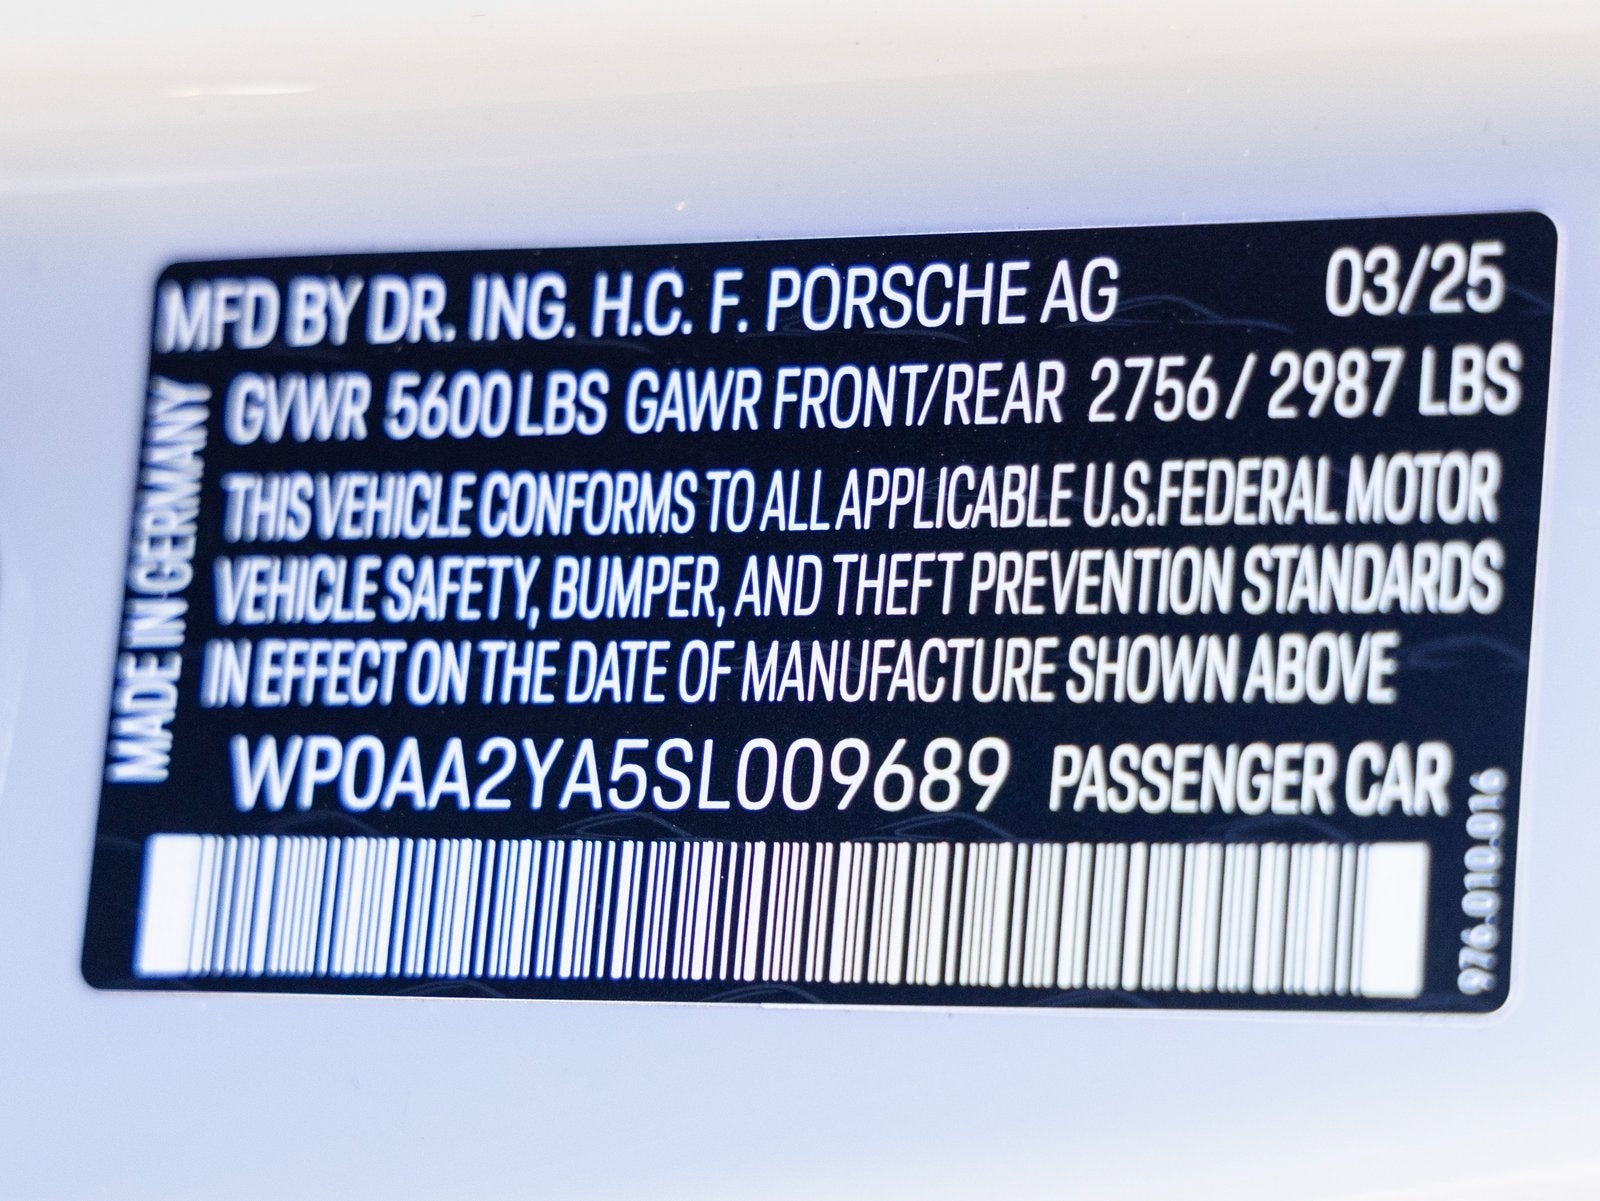 MFD BY DR. ING. H.C. F. PORSCHE AG 03/25
GVWR 5600 LBS GAWR FRONT/REAR 2756 / 2987 LBS
THIS VEHICLE CONFORMS TO ALL APPLICABLE U.S.FEDERAL MOTOR
VEHICLE SAFETY, BUMPER, AND THEFT PREVENTION STANDARDS
IN EFFECT ON THE DATE OF MANUFACTURE SHOWN ABOVE
WP0AA2YA5SL009689 PASSENGER CAR
MADE IN GERMANY
976.010.016